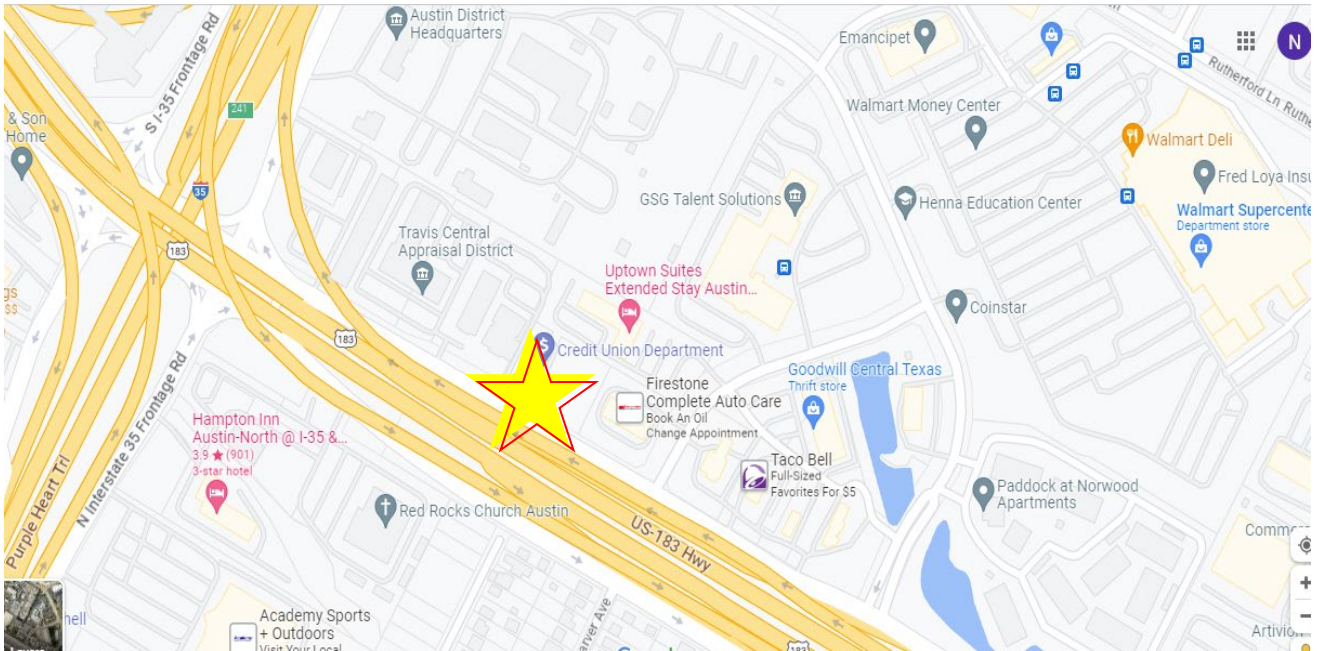 Austin District
Headquarters
Emancipet
N
S I-35 Frontage Rd
241
Rutherford Ln
& Son
Home
Walmart Money Center
Walmart Deli
Fred Loya Insu
35
GSG Talent Solutions
Henna Education Center
Walmart Supercente
Department store
Travis Central
Appraisal District
183
Uptown Suites
Extended Stay Austin...
gs
$$
Coinstar
183
$
Credit Union Department
Goodwill Central Texas
Thrift store
Firestone
Complete Auto Care
Book An Oil
Change Appointment
N Interstate 35 Frontage Rd
Hampton Inn
Austin-North @ I-35 &...
3.9 ★ (901)
3-star hotel
Purple Heart Trl
Taco Bell
Full-Sized
Favorites For $5
Paddock at Norwood
Apartments
Red Rocks Church Austin
US-183 Hwy
+
−
Academy Sports
+ Outdoors
Visit Your Local
183
Artivion